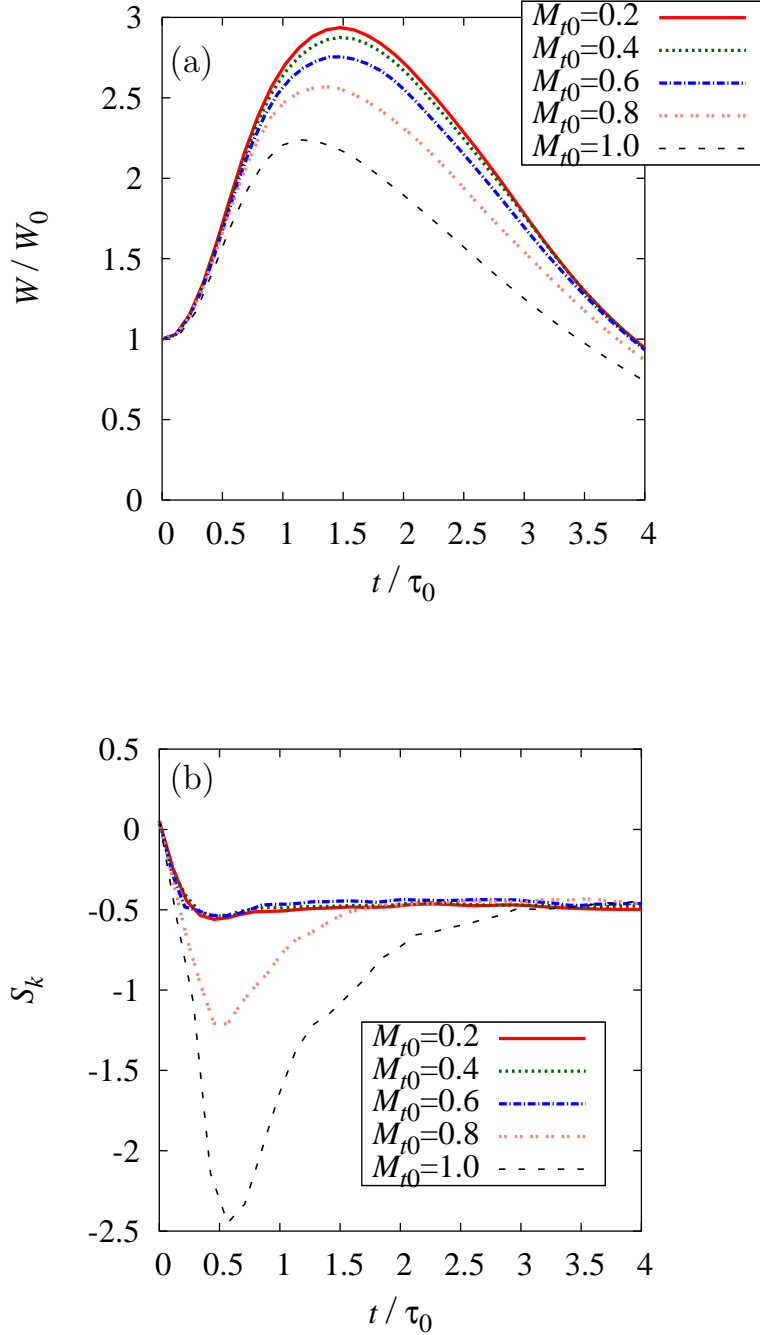 (a)
M_t0=0.2
M_t0=0.4
M_t0=0.6
M_t0=0.8
M_t0=1.0
3
2.5
2
1.5
1
0.5
0
W / W_0
0 0.5 1 1.5 2 2.5 3 3.5 4
t / τ_0
(b)
0.5
0
-0.5
-1
-1.5
-2
-2.5
S_k
M_t0=0.2
M_t0=0.4
M_t0=0.6
M_t0=0.8
M_t0=1.0
0 0.5 1 1.5 2 2.5 3 3.5 4
t / τ_0